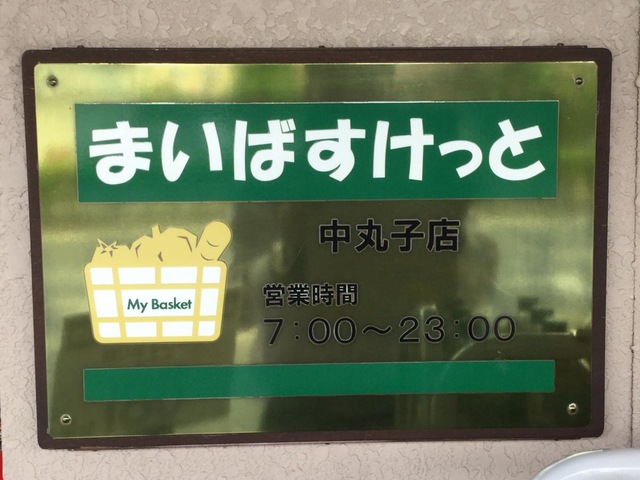 まいばすけっと
中丸子店
My Basket
営業時間
7:00～23:00